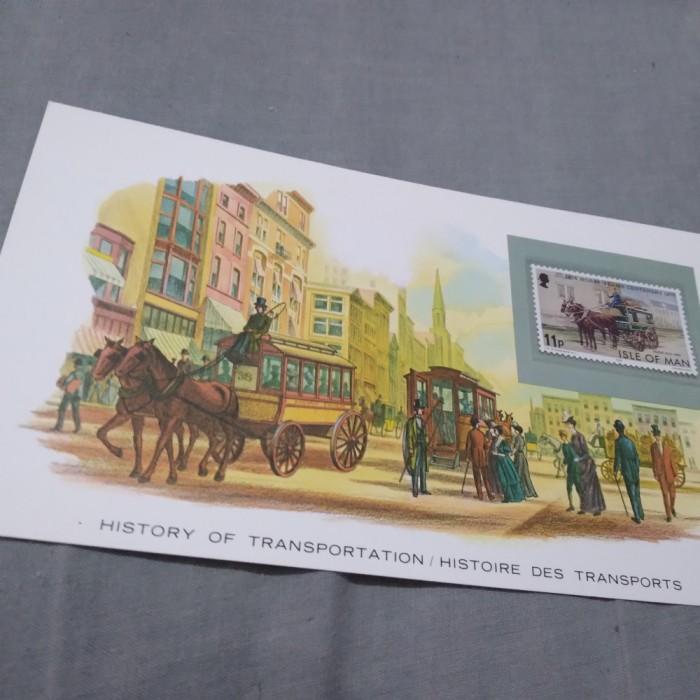 11P
ISLE OF MAN
HISTORY OF TRANSPORTATION / HISTOIRE DES TRANSPORTS